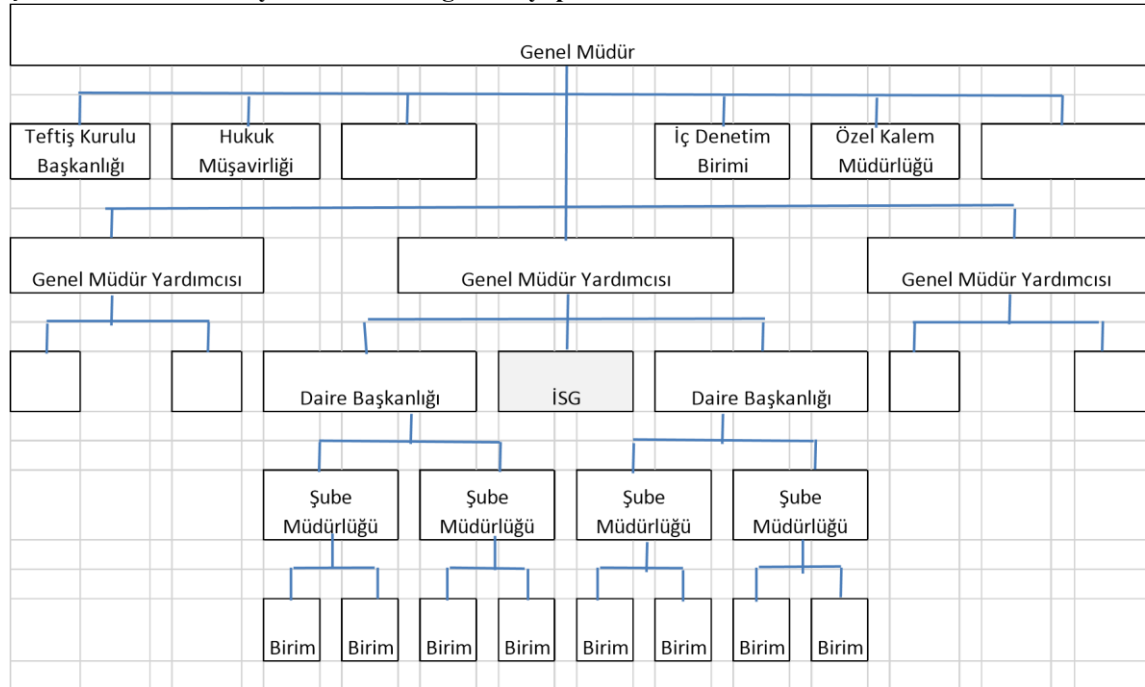 Genel Müdür
Teftiş Kurulu
Başkanlığı
Hukuk
Müşavirliği
İç Denetim
Birimi
Özel Kalem
Müdürlüğü
Genel Müdür Yardımcısı
Genel Müdür Yardımcısı
Genel Müdür Yardımcısı
Daire Başkanlığı
İSG
Daire Başkanlığı
Şube
Müdürlüğü
Şube
Müdürlüğü
Şube
Müdürlüğü
Şube
Müdürlüğü
Birim
Birim
Birim
Birim
Birim
Birim
Birim
Birim